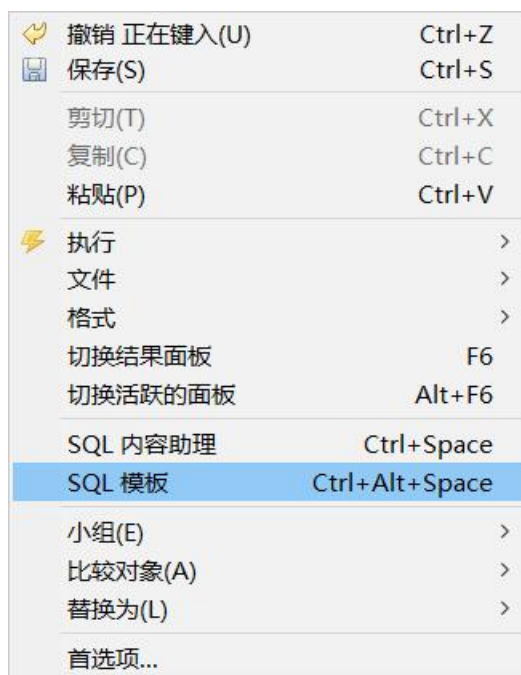 撤销 正在键入(U) Ctrl+Z
保存(S) Ctrl+S
剪切(T) Ctrl+X
复制(C) Ctrl+C
粘贴(P) Ctrl+V
执行 >
文件 >
格式 >
切换结果面板 F6
切换活跃的面板 Alt+F6
SQL 内容助理 Ctrl+Space
SQL 模板 Ctrl+Alt+Space
小组(E) >
比较对象(A) >
替换为(L) >
首选项...